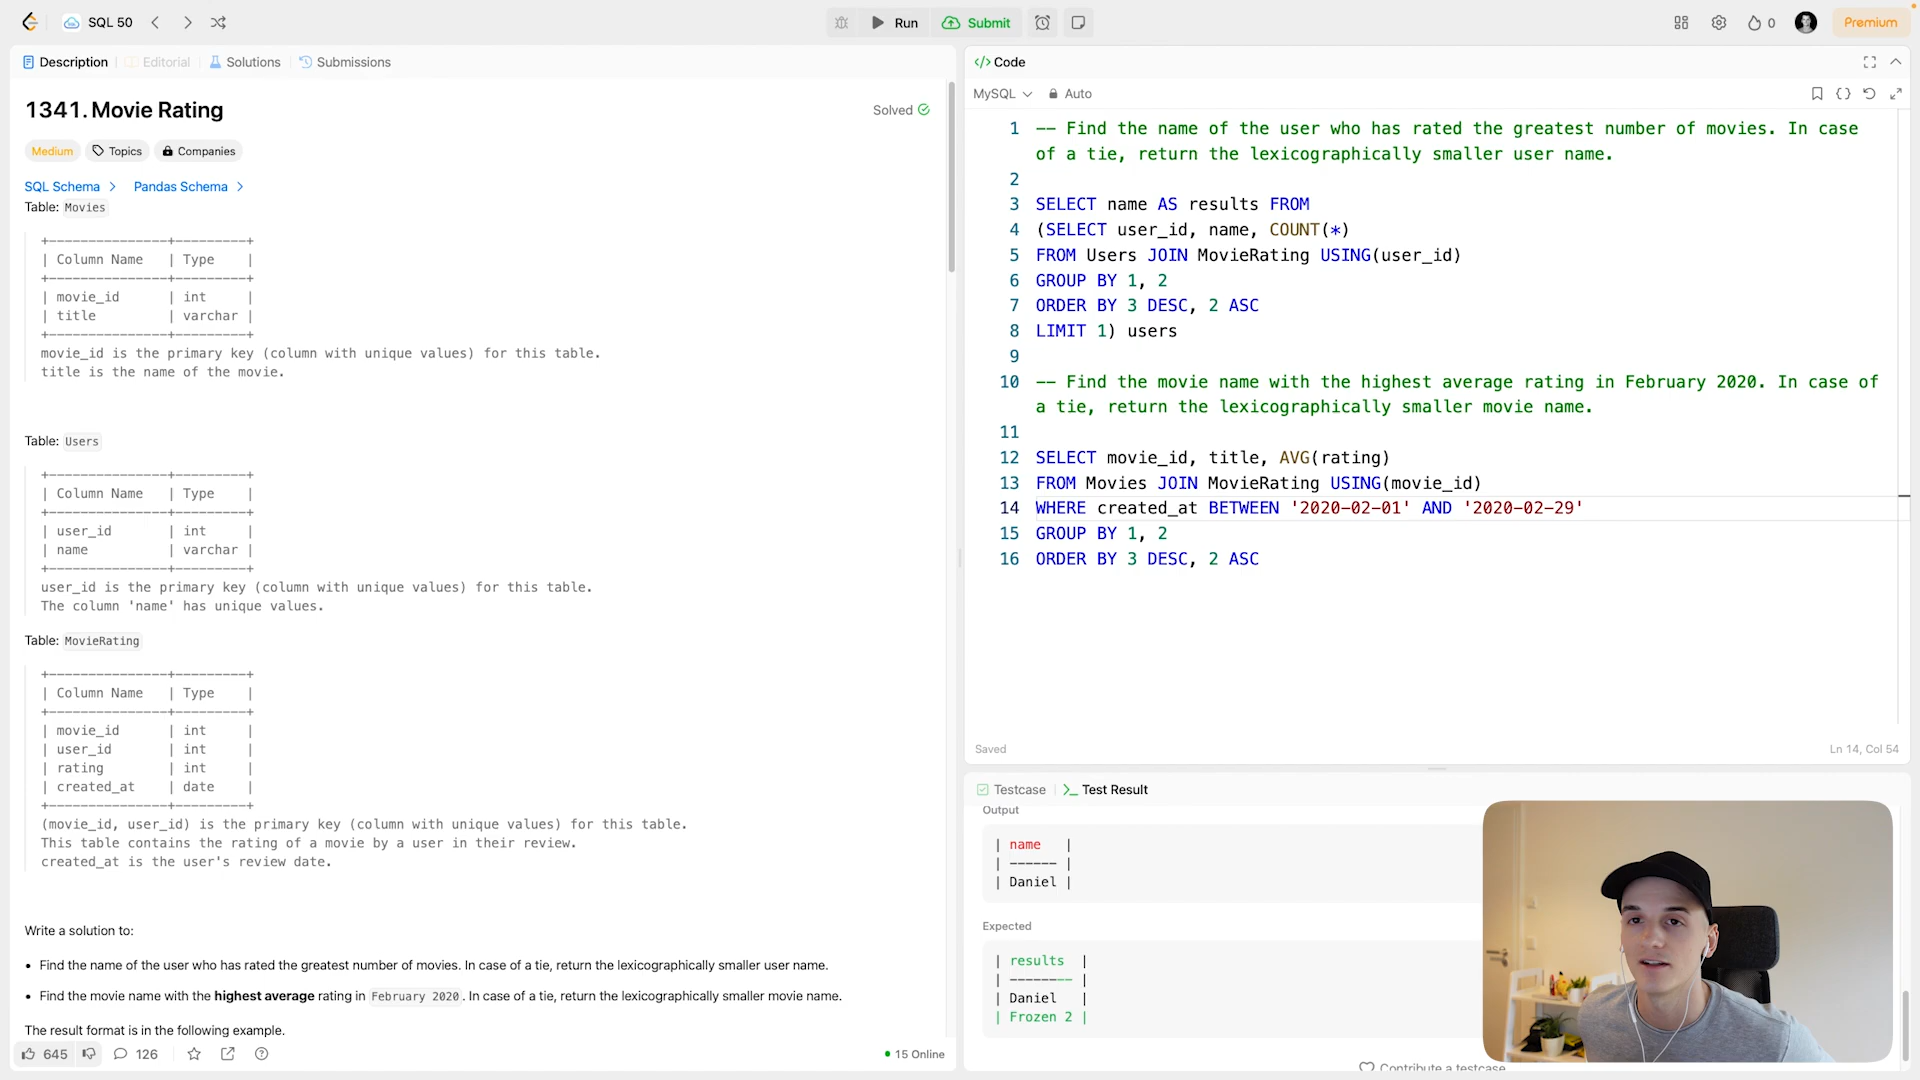 SQL 50
Run
Submit
0
Premium
Description
Editorial
Solutions
Submissions
1341. Movie Rating
Solved
Medium
Topics
Companies
SQL Schema
Pandas Schema
Table: Movies
+---------------+---------+
| Column Name   | Type    |
+---------------+---------+
| movie_id      | int     |
| title         | varchar |
+---------------+---------+
movie_id is the primary key (column with unique values) for this table.
title is the name of the movie.
Table: Users
+---------------+---------+
| Column Name   | Type    |
+---------------+---------+
| user_id       | int     |
| name          | varchar |
+---------------+---------+
user_id is the primary key (column with unique values) for this table.
The column 'name' has unique values.
Table: MovieRating
+---------------+---------+
| Column Name   | Type    |
+---------------+---------+
| movie_id      | int     |
| user_id       | int     |
| rating        | int     |
| created_at    | date    |
+---------------+---------+
(movie_id, user_id) is the primary key (column with unique values) for this table.
This table contains the rating of a movie by a user in their review.
created_at is the user's review date.
Write a solution to:
• Find the name of the user who has rated the greatest number of movies. In case of a tie, return the lexicographically smaller user name.
• Find the movie name with the highest average rating in February 2020. In case of a tie, return the lexicographically smaller movie name.
The result format is in the following example.
645
126
15 Online
</> Code
MySQL
Auto
1 -- Find the name of the user who has rated the greatest number of movies. In case
of a tie, return the lexicographically smaller user name.
2
3 SELECT name AS results FROM
4 (SELECT user_id, name, COUNT(*)
5 FROM Users JOIN MovieRating USING(user_id)
6 GROUP BY 1, 2
7 ORDER BY 3 DESC, 2 ASC
8 LIMIT 1) users
9
10 -- Find the movie name with the highest average rating in February 2020. In case of
a tie, return the lexicographically smaller movie name.
11
12 SELECT movie_id, title, AVG(rating)
13 FROM Movies JOIN MovieRating USING(movie_id)
14 WHERE created_at BETWEEN '2020-02-01' AND '2020-02-29'
15 GROUP BY 1, 2
16 ORDER BY 3 DESC, 2 ASC
Saved
Ln 14, Col 54
Testcase
>_ Test Result
Output
| name   |
| ------ |
| Daniel |
Expected
| results  |
| -------- |
| Daniel   |
| Frozen 2 |
Contribute a testcase